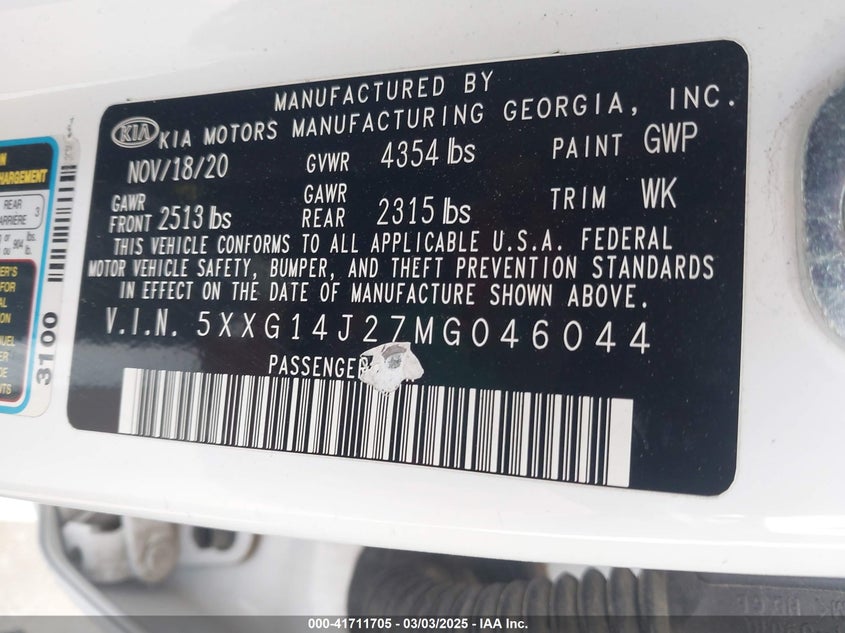 MANUFACTURED BY
KIA KIA MOTORS MANUFACTURING GEORGIA, INC.
NOV/18/20 GVWR 4354 lbs PAINT GWP
GAWR FRONT 2513 lbs GAWR REAR 2315 lbs TRIM WK
THIS VEHICLE CONFORMS TO ALL APPLICABLE U.S.A. FEDERAL
MOTOR VEHICLE SAFETY, BUMPER, AND THEFT PREVENTION STANDARDS
IN EFFECT ON THE DATE OF MANUFACTURE SHOWN ABOVE.
V.I.N. 5XXG14J27MG046044
PASSENGER
REAR 3
3100
000-41711705 - 03/03/2025 - IAA Inc.